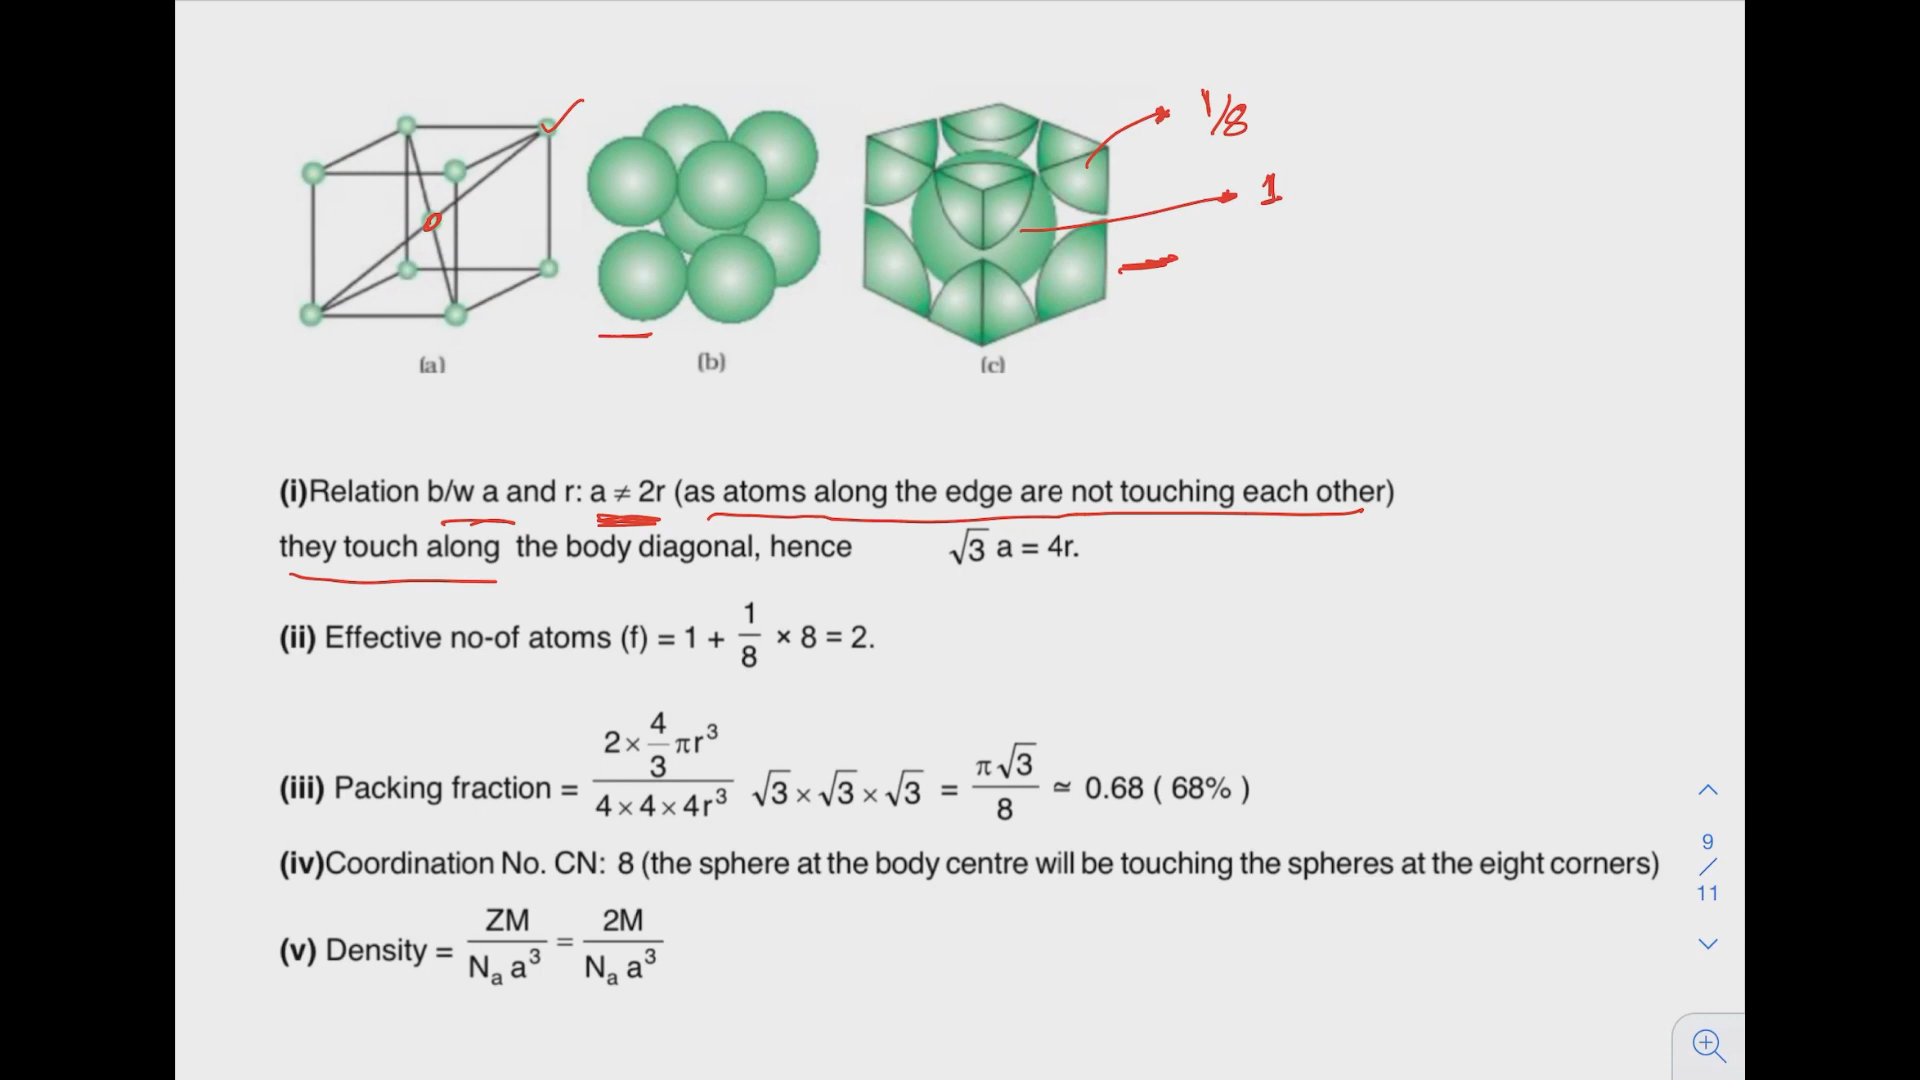 1/8
1
(a)
(b)
(c)
(i)Relation b/w a and r: a ≠ 2r (as atoms along the edge are not touching each other)
they touch along the body diagonal, hence √3 a = 4r.
(ii) Effective no-of atoms (f) = 1 + 1/8 × 8 = 2.
(iii) Packing fraction = (2 × 4/3 πr³)/(4 × 4 × 4r³) √3 × √3 × √3 = π√3/8 ≃ 0.68 ( 68% )
(iv)Coordination No. CN: 8 (the sphere at the body centre will be touching the spheres at the eight corners)
(v) Density = ZM/(Nₐ a³) = 2M/(Nₐ a³)
9
/
11